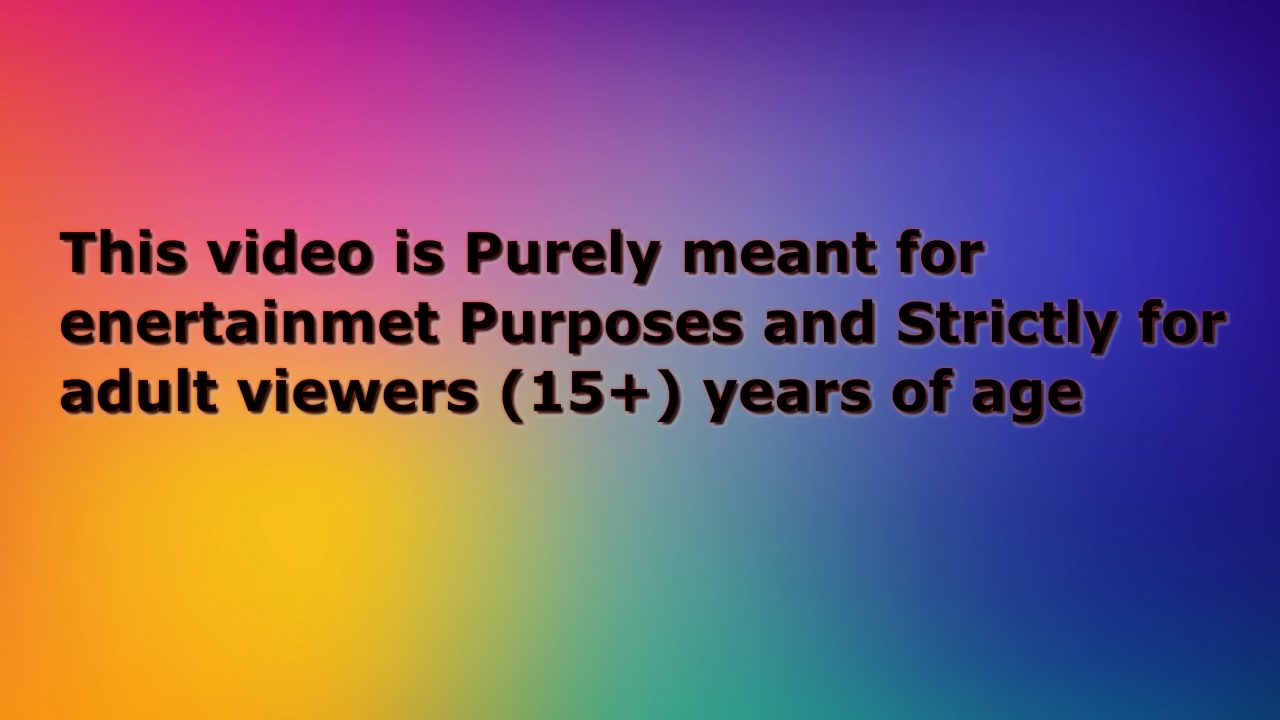 This video is Purely meant for
enertainmet Purposes and Strictly for
adult viewers (15+) years of age